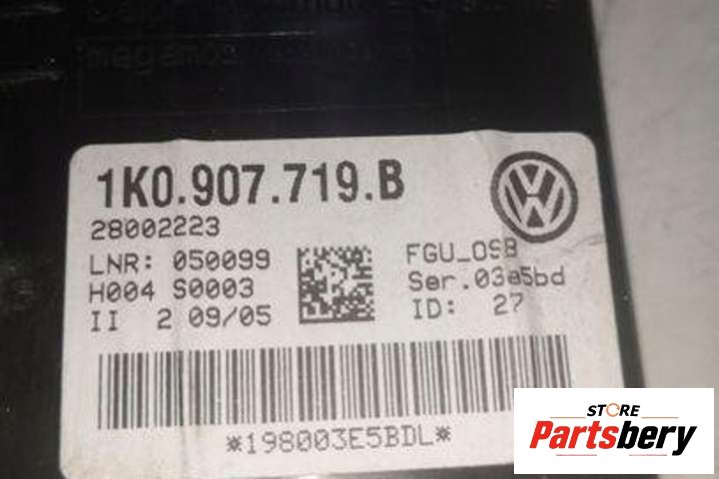 1K0.907.719.B
28002223
LNR: 050099
H004 S0003
II 2 09/05
FGU_OSB
Ser.03e5bd
ID: 27
*198003E5BDL*
STORE
Partsbery